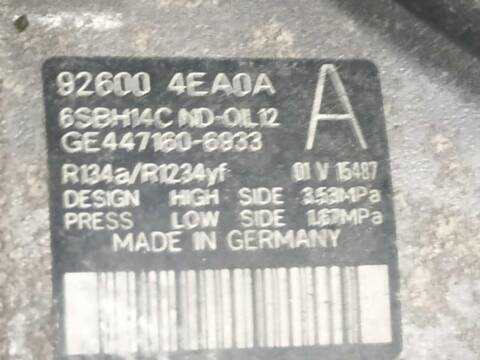 92600 4EA0A
A
6SBH14C ND-OIL12
GE447160-6933
R134a/R1234yf 01 V 15487
DESIGN HIGH SIDE 3.53MPa
PRESS LOW SIDE 1.67MPa
MADE IN GERMANY